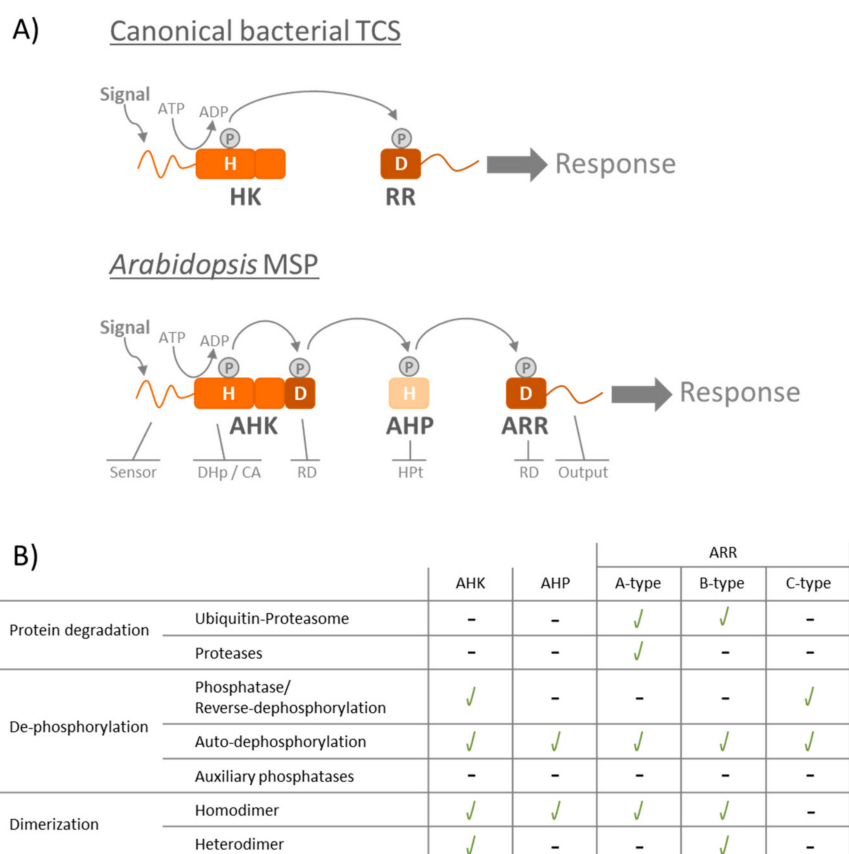 A)
Canonical bacterial TCS
Signal
ATP
ADP
P
P
H
D
HK
RR
Response
Arabidopsis MSP
Signal
ATP
ADP
P
P
P
P
H
D
H
D
AHK
AHP
ARR
Response
Sensor
DHp / CA
RD
HPt
RD
Output
B)
ARR
AHK AHP A-type B-type C-type
Protein degradation
Ubiquitin-Proteasome - - √ √ -
Proteases - - √ - -
De-phosphorylation
Phosphatase/
Reverse-dephosphorylation √ - - - √
Auto-dephosphorylation √ √ √ √ √
Auxiliary phosphatases - - - - -
Dimerization
Homodimer √ √ √ √ -
Heterodimer √ - - √ -